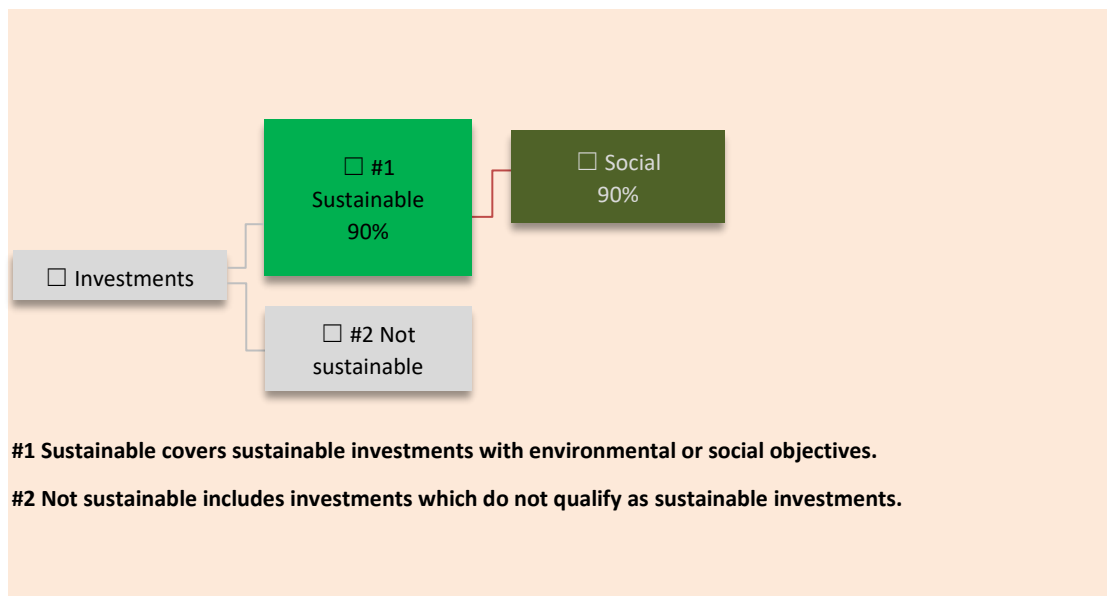 ☐ #1
Sustainable
90%
☐ Social
90%
☐ Investments
☐ #2 Not
sustainable
#1 Sustainable covers sustainable investments with environmental or social objectives.
#2 Not sustainable includes investments which do not qualify as sustainable investments.